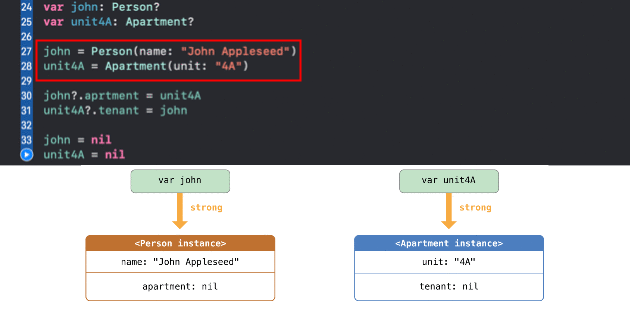 24 var john: Person?
25 var unit4A: Apartment?
26
27 john = Person(name: "John Appleseed")
28 unit4A = Apartment(unit: "4A")
29
30 john?.aprtment = unit4A
31 unit4A?.tenant = john
32
33 john = nil
unit4A = nil
var john
var unit4A
strong
strong
<Person instance>
<Apartment instance>
name: "John Appleseed"
unit: "4A"
apartment: nil
tenant: nil